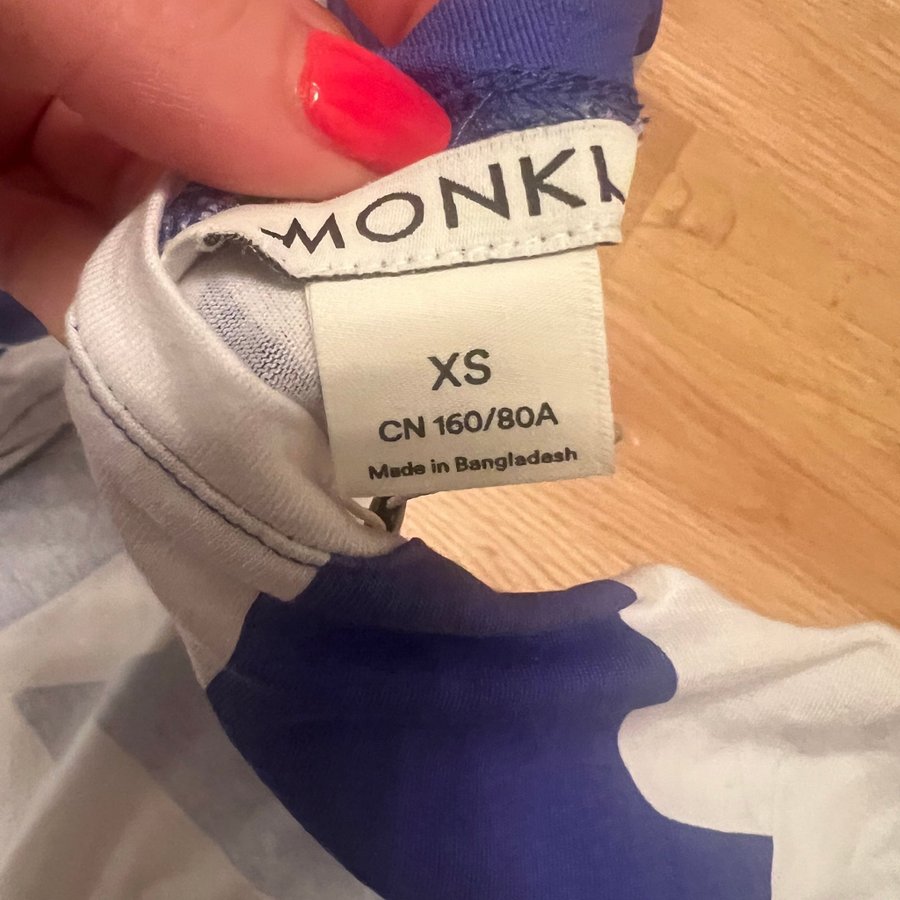 MONKI
XS
CN 160/80A
Made in Bangladesh